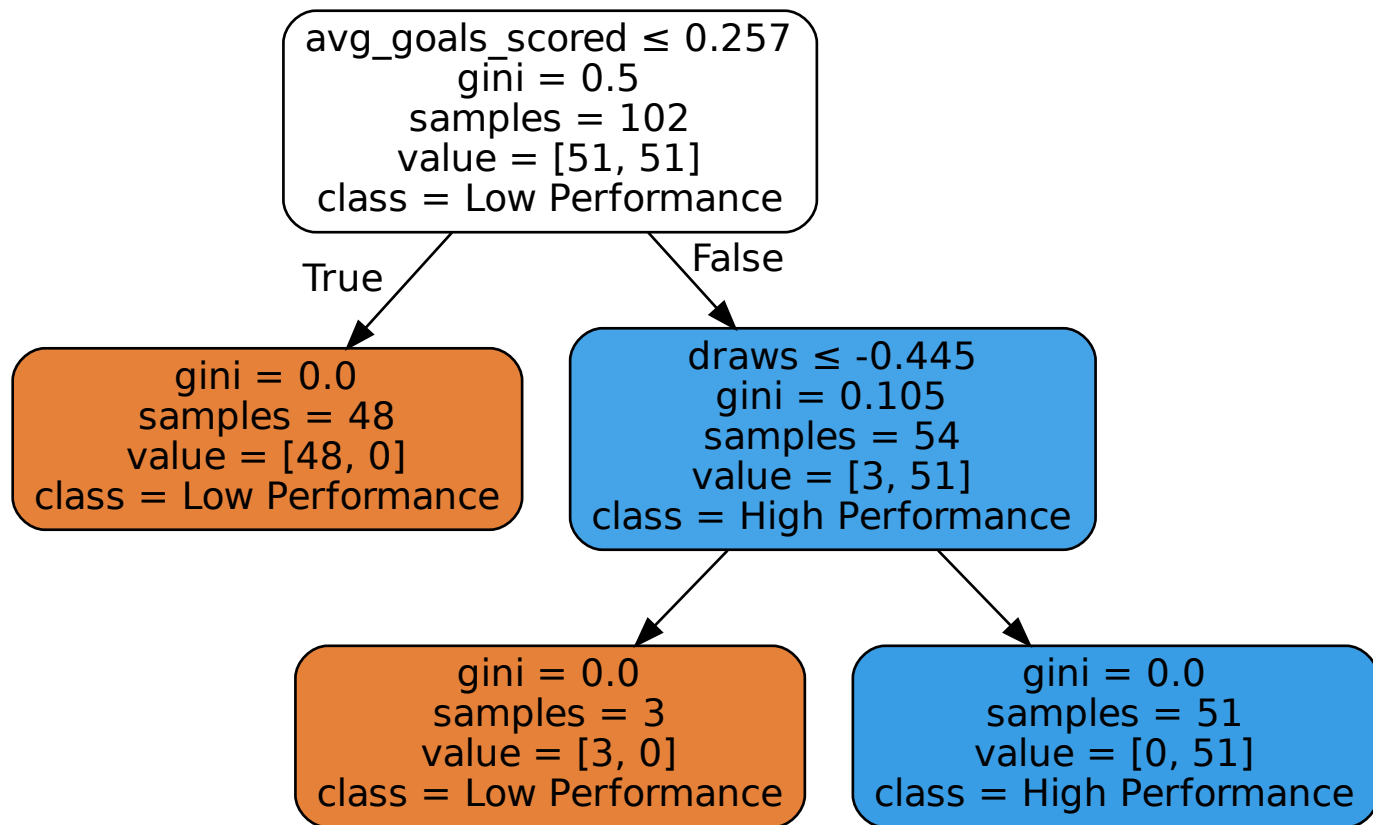 avg_goals_scored ≤ 0.257
gini = 0.5
samples = 102
value = [51, 51]
class = Low Performance
True
False
gini = 0.0
samples = 48
value = [48, 0]
class = Low Performance
draws ≤ -0.445
gini = 0.105
samples = 54
value = [3, 51]
class = High Performance
gini = 0.0
samples = 3
value = [3, 0]
class = Low Performance
gini = 0.0
samples = 51
value = [0, 51]
class = High Performance